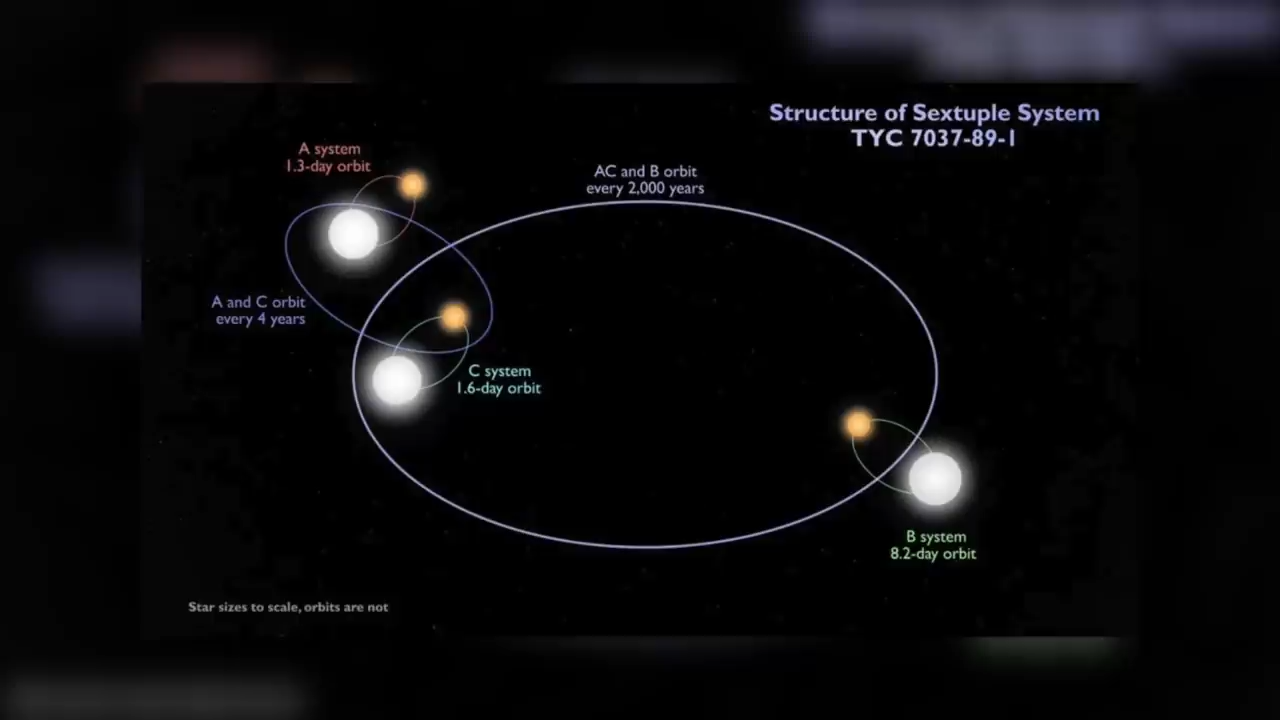 Structure of Sextuple System
TYC 7037-89-1
A system
1.3-day orbit
AC and B orbit
every 2,000 years
A and C orbit
every 4 years
C system
1.6-day orbit
B system
8.2-day orbit
Star sizes to scale, orbits are not